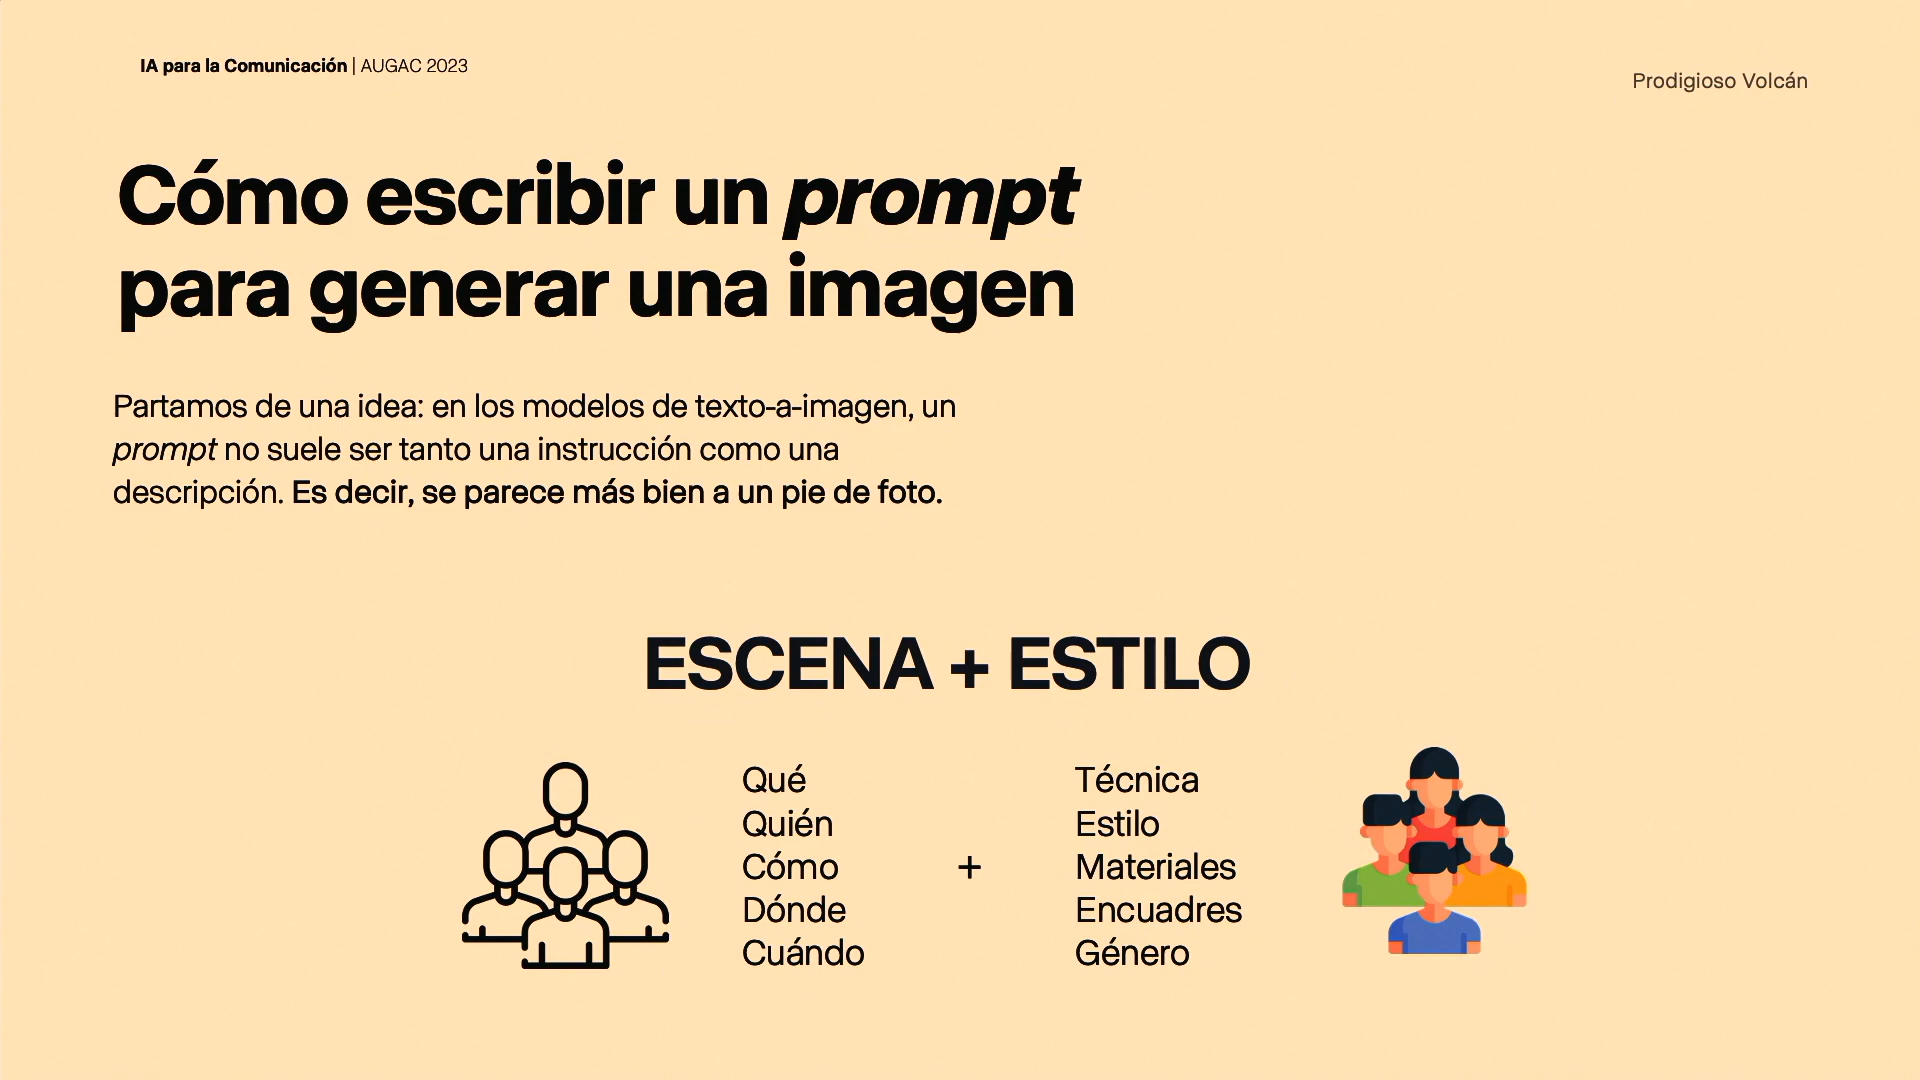 IA para la Comunicación | AUGAC 2023
Prodigioso Volcán
Cómo escribir un prompt
para generar una imagen
Partamos de una idea: en los modelos de texto-a-imagen, un
prompt no suele ser tanto una instrucción como una
descripción. Es decir, se parece más bien a un pie de foto.
ESCENA + ESTILO
Qué
Quién
Cómo
Dónde
Cuándo
+
Técnica
Estilo
Materiales
Encuadres
Género